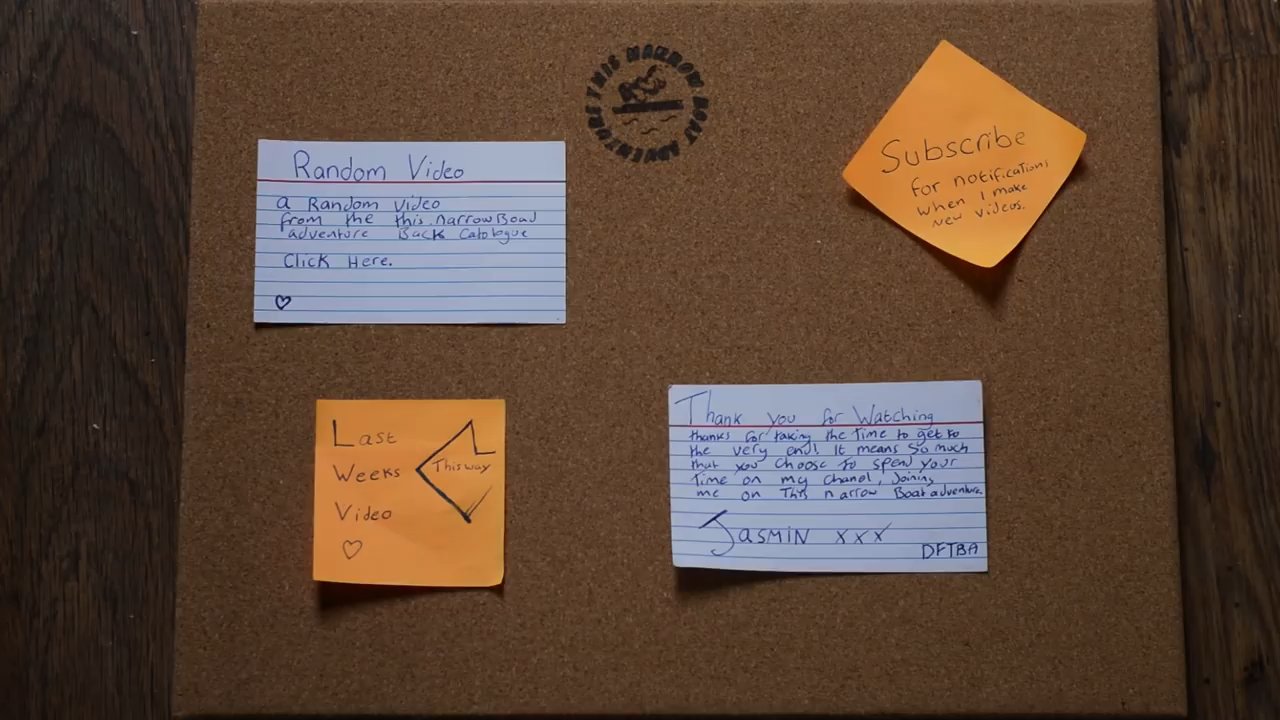 THIS NARROW-BOAT ADVENTURE
Random Video
a Random Video
from the this narrowBoad
adventure Back Catologue
Click Here.
♡
Subscribe
for notifications
when I make
new videos.
Last
Weeks
Video
♡
This way
Thank you for Watching
thanks for taking the time to get to
the very end! It means so much
that you choose to spend your
time on my chanel, Joining
me on This narrow Boat adventure.
Jasmin xxx
DFTBA